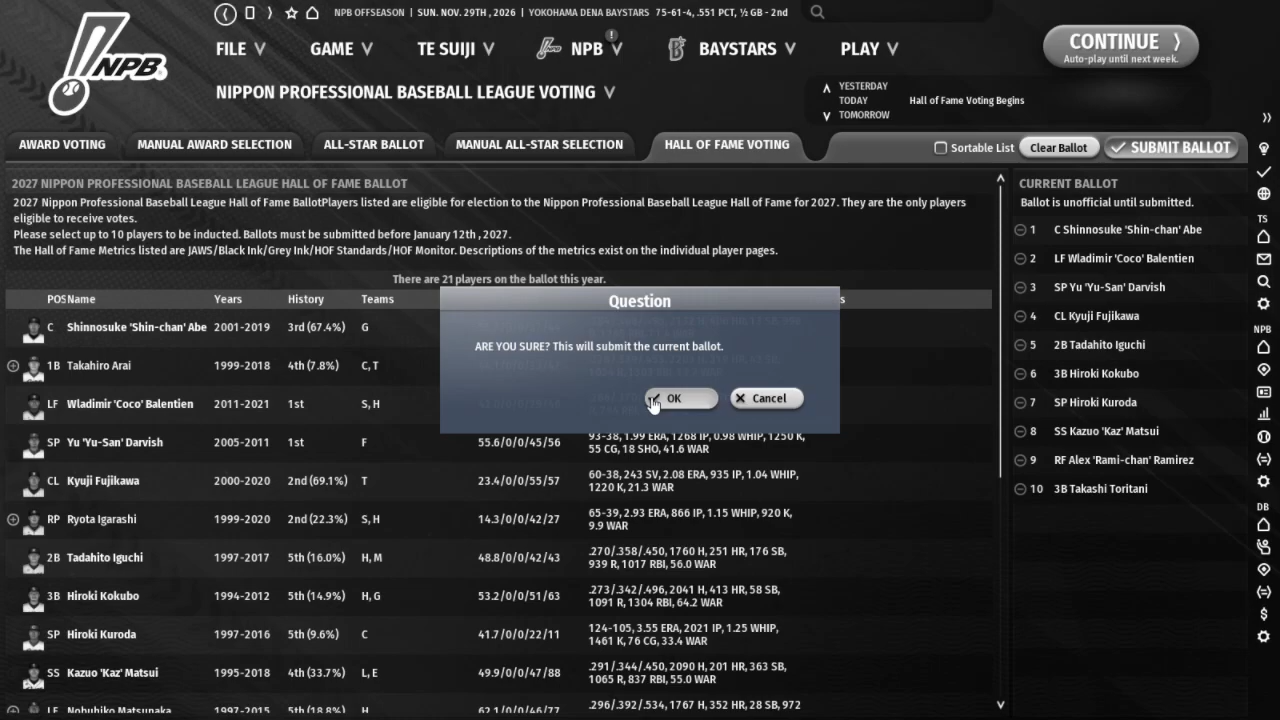 NPB OFFSEASON | SUN. NOV. 29TH , 2026 | YOKOHAMA DENA BAYSTARS 75-61-4, .551 PCT, ½ GB - 2nd
NPB
FILE GAME TE SUIJI NPB ! BAYSTARS PLAY
CONTINUE
Auto-play until next week.
NIPPON PROFESSIONAL BASEBALL LEAGUE VOTING
YESTERDAY
TODAY Hall of Fame Voting Begins
TOMORROW
AWARD VOTING MANUAL AWARD SELECTION ALL-STAR BALLOT MANUAL ALL-STAR SELECTION HALL OF FAME VOTING Sortable List Clear Ballot SUBMIT BALLOT
2027 NIPPON PROFESSIONAL BASEBALL LEAGUE HALL OF FAME BALLOT
2027 Nippon Professional Baseball League Hall of Fame BallotPlayers listed are eligible for election to the Nippon Professional Baseball League Hall of Fame for 2027. They are the only players
eligible to receive votes.
Please select up to 10 players to be inducted. Ballots must be submitted before January 12th , 2027.
The Hall of Fame Metrics listed are JAWS/Black Ink/Grey Ink/HOF Standards/HOF Monitor. Descriptions of the metrics exist on the individual player pages.
There are 21 players on the ballot this year.
POS Name Years History Teams
C Shinnosuke 'Shin-chan' Abe 2001-2019 3rd (67.4%) G
1B Takahiro Arai 1999-2018 4th (7.8%) C, T
LF Wladimir 'Coco' Balentien 2011-2021 1st S, H
SP Yu 'Yu-San' Darvish 2005-2011 1st F 55.6/0/0/45/56 93-38, 1.99 ERA, 1268 IP, 0.98 WHIP, 1250 K,
55 CG, 18 SHO, 41.6 WAR
CL Kyuji Fujikawa 2000-2020 2nd (69.1%) T 23.4/0/0/55/57 60-38, 243 SV, 2.08 ERA, 935 IP, 1.04 WHIP,
1220 K, 21.3 WAR
RP Ryota Igarashi 1999-2020 2nd (22.3%) S, H 14.3/0/0/42/27 65-39, 2.93 ERA, 866 IP, 1.15 WHIP, 920 K,
9.9 WAR
2B Tadahito Iguchi 1997-2017 5th (16.0%) H, M 48.8/0/0/42/43 .270/.358/.450, 1760 H, 251 HR, 176 SB,
939 R, 1017 RBI, 56.0 WAR
3B Hiroki Kokubo 1994-2012 5th (14.9%) H, G 53.2/0/0/51/63 .273/.342/.496, 2041 H, 413 HR, 58 SB,
1091 R, 1304 RBI, 64.2 WAR
SP Hiroki Kuroda 1997-2016 5th (9.6%) C 41.7/0/0/22/11 124-105, 3.55 ERA, 2021 IP, 1.25 WHIP,
1461 K, 76 CG, 33.4 WAR
SS Kazuo 'Kaz' Matsui 1995-2018 4th (33.7%) L, E 49.9/0/0/47/88 .291/.344/.450, 2090 H, 201 HR, 363 SB,
1065 R, 837 RBI, 55.0 WAR
LF Nobuhiko Matsunaka 1997-2015 5th (18.8%) H 62.1/0/0/46/77 .296/.392/.534, 1767 H, 352 HR, 28 SB, 972
Question
ARE YOU SURE? This will submit the current ballot.
OK Cancel
CURRENT BALLOT
Ballot is unofficial until submitted.
1 C Shinnosuke 'Shin-chan' Abe
2 LF Wladimir 'Coco' Balentien
3 SP Yu 'Yu-San' Darvish
4 CL Kyuji Fujikawa
5 2B Tadahito Iguchi
6 3B Hiroki Kokubo
7 SP Hiroki Kuroda
8 SS Kazuo 'Kaz' Matsui
9 RF Alex 'Rami-chan' Ramirez
10 3B Takashi Toritani
TS
NPB
DB